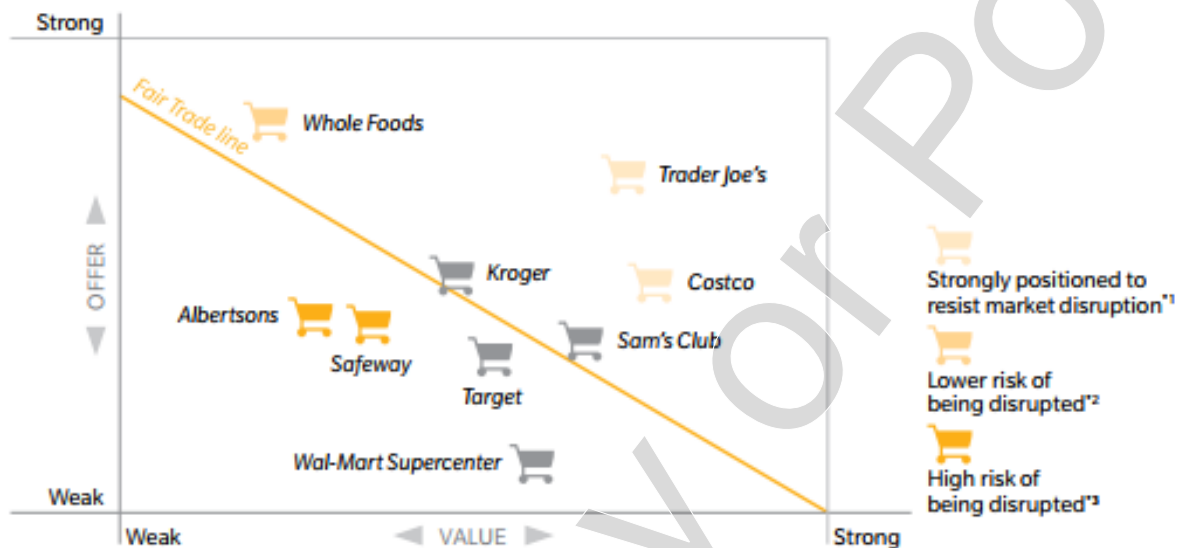 Strong
Fair Trade line
Whole Foods
Trader Joe's
OFFER
Kroger
Costco
Albertsons
Safeway
Sam's Club
Target
Wal-Mart Supercenter
Weak
Weak
VALUE
Strong
Strongly positioned to
resist market disruption*1
Lower risk of
being disrupted*2
High risk of
being disrupted*3
or Po